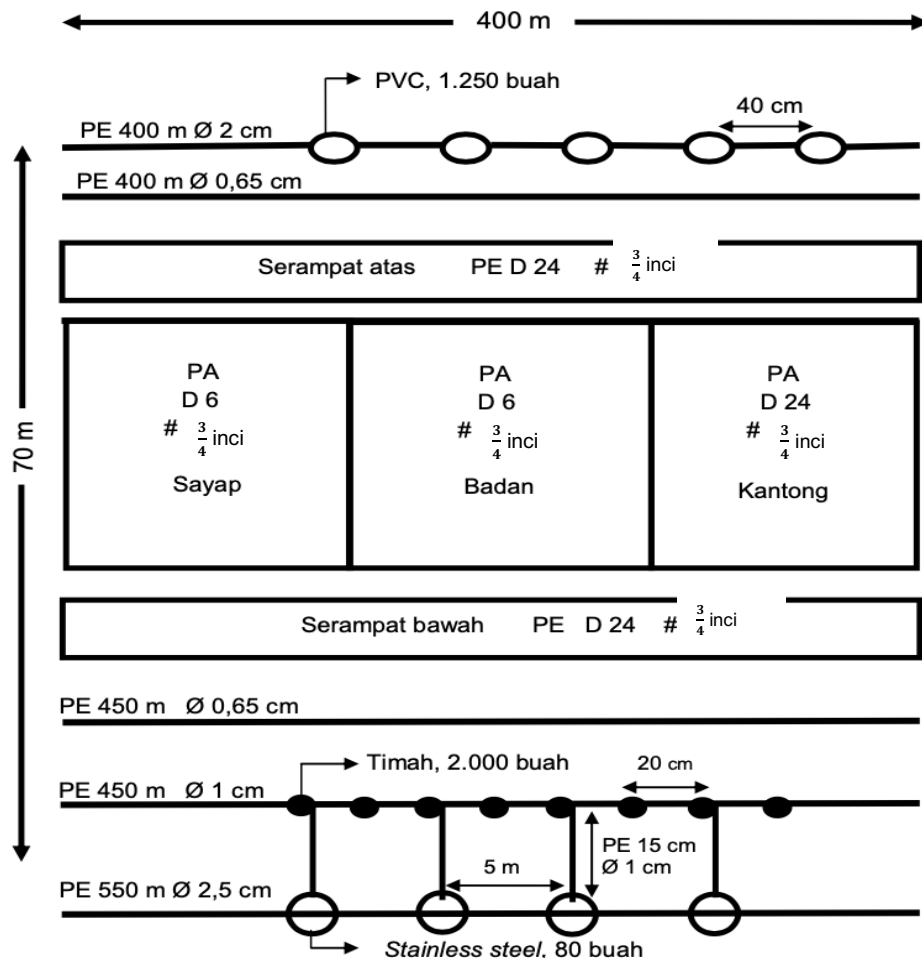 400 m
PVC, 1.250 buah
40 cm
PE 400 m Ø 2 cm
PE 400 m Ø 0,65 cm
Serampat atas PE D 24 # 3/4 inci
70 m
PA
D 6
# 3/4 inci
Sayap
PA
D 6
# 3/4 inci
Badan
PA
D 24
# 3/4 inci
Kantong
Serampat bawah PE D 24 # 3/4 inci
PE 450 m Ø 0,65 cm
Timah, 2.000 buah
20 cm
PE 450 m Ø 1 cm
PE 15 cm
Ø 1 cm
5 m
PE 550 m Ø 2,5 cm
Stainless steel, 80 buah